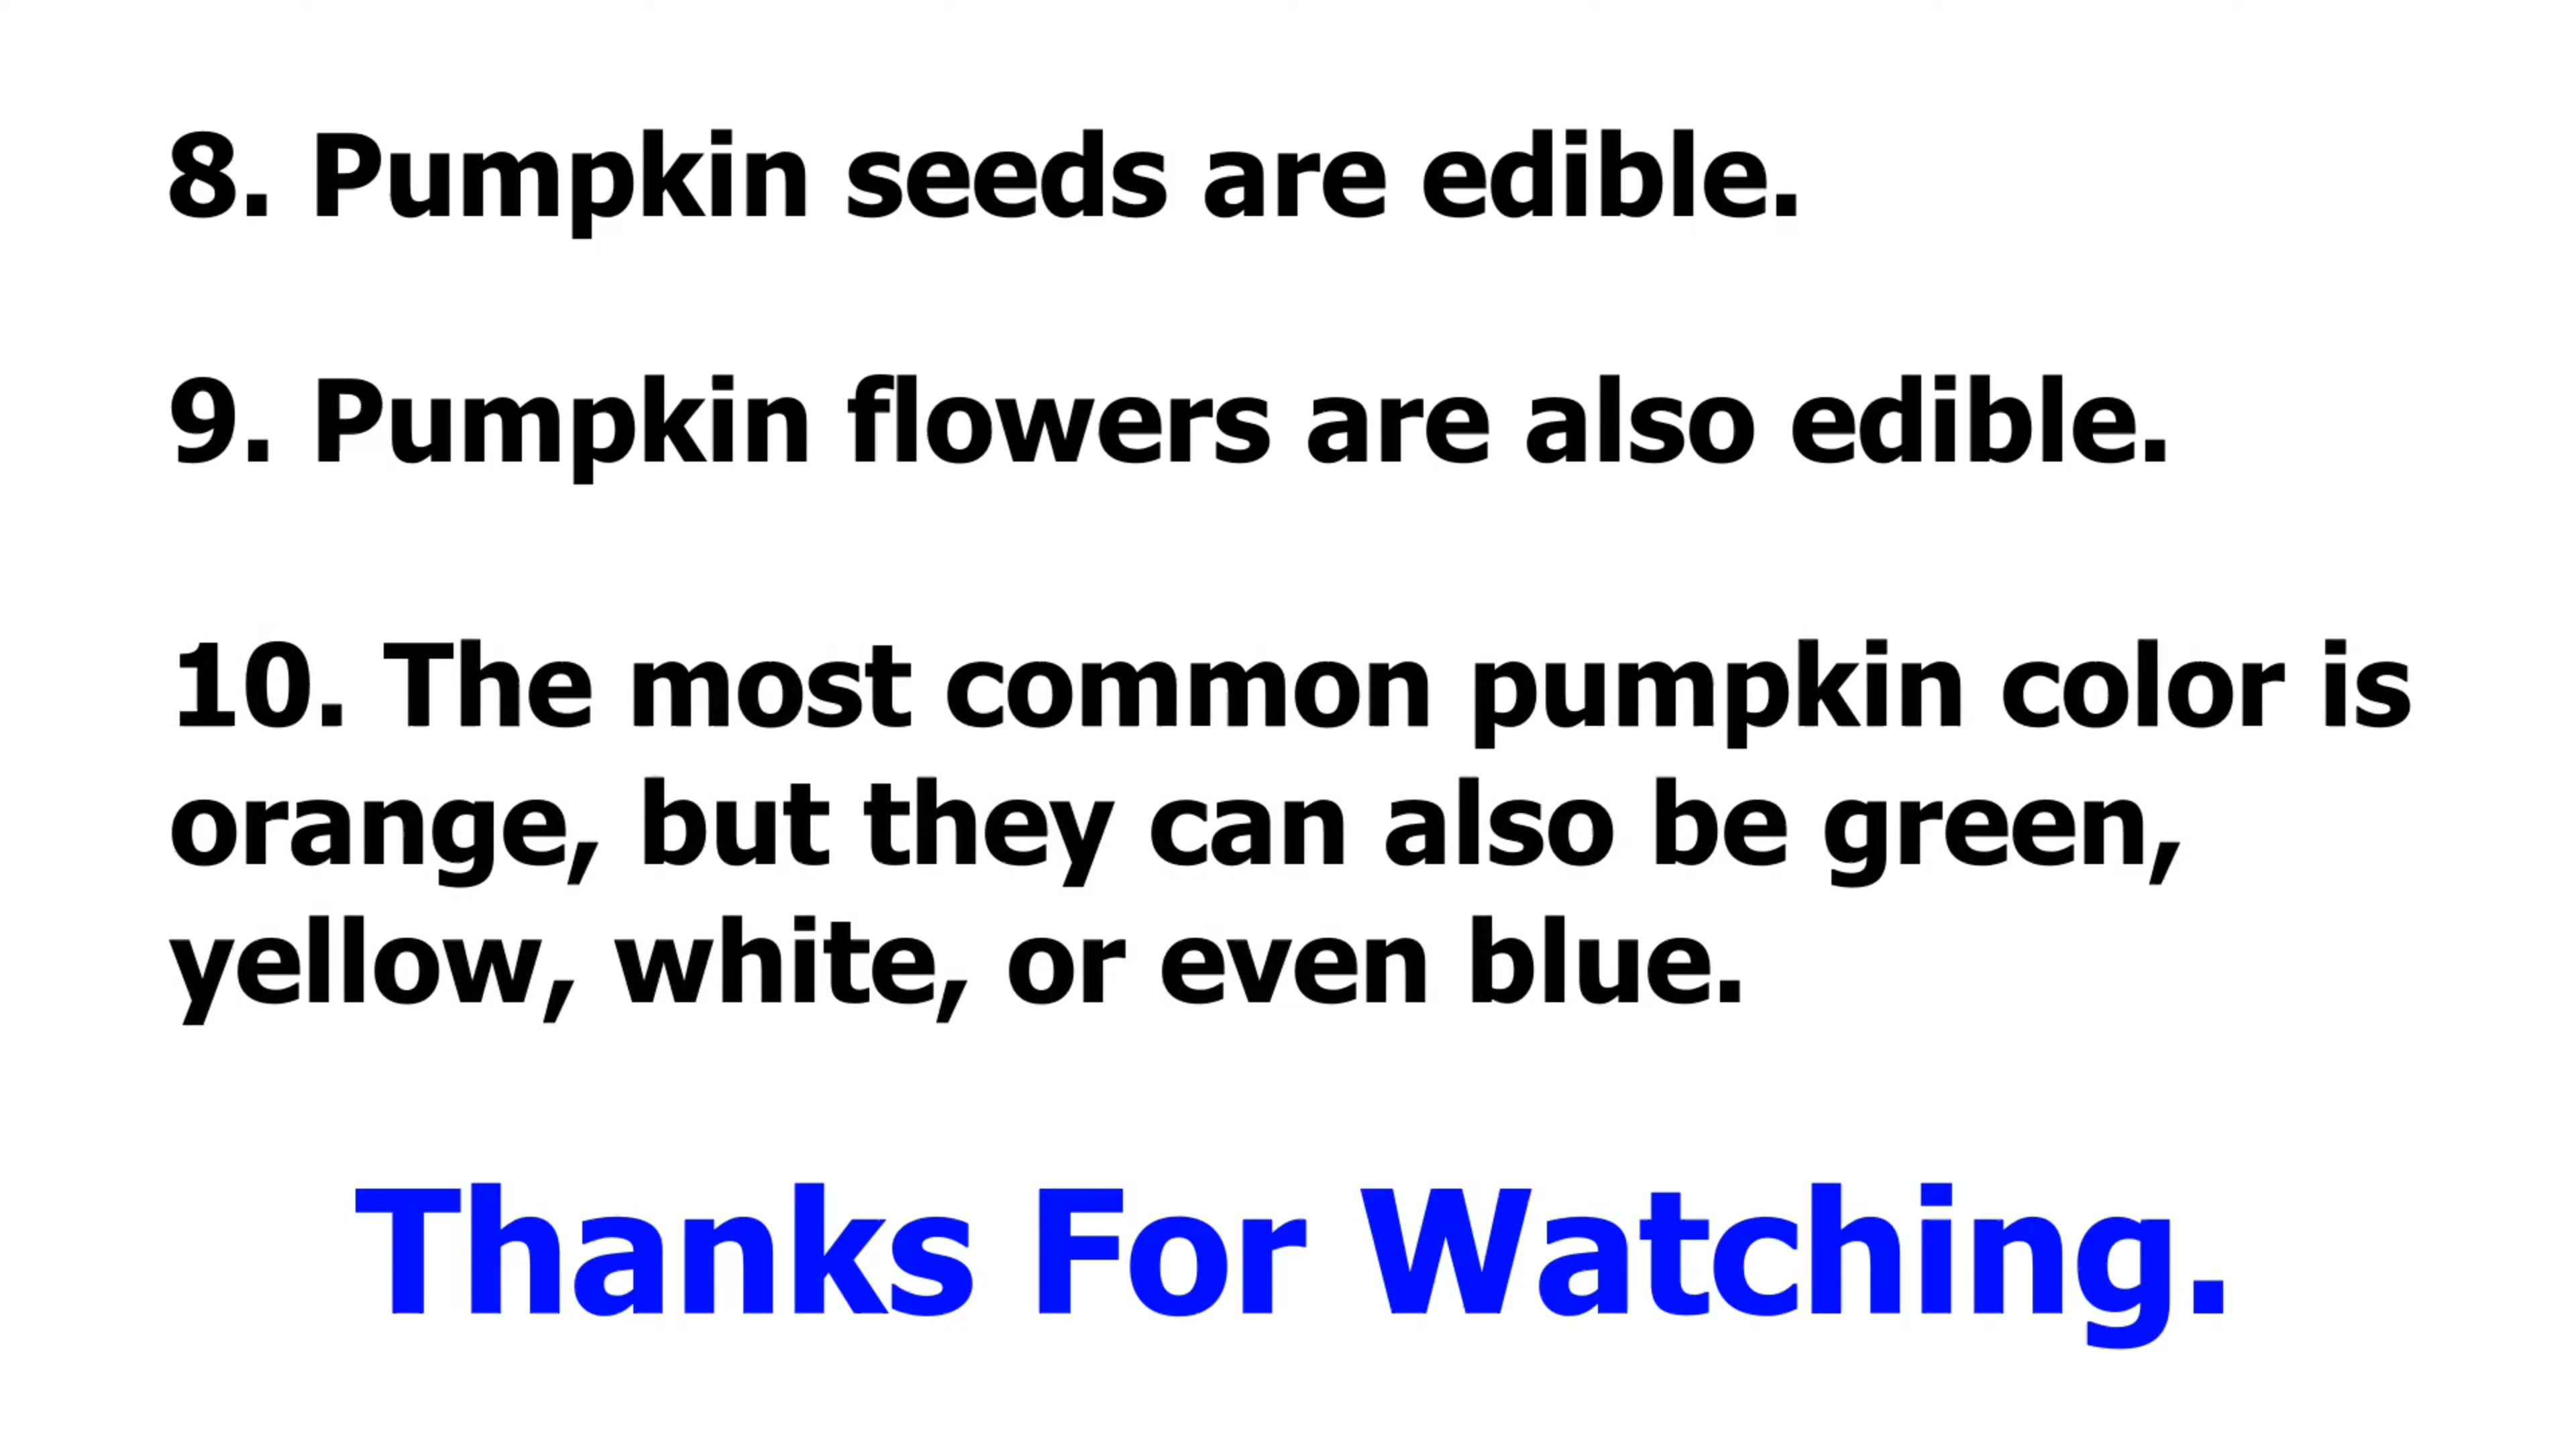 8. Pumpkin seeds are edible.
9. Pumpkin flowers are also edible.
10. The most common pumpkin color is
orange, but they can also be green,
yellow, white, or even blue.
Thanks For Watching.